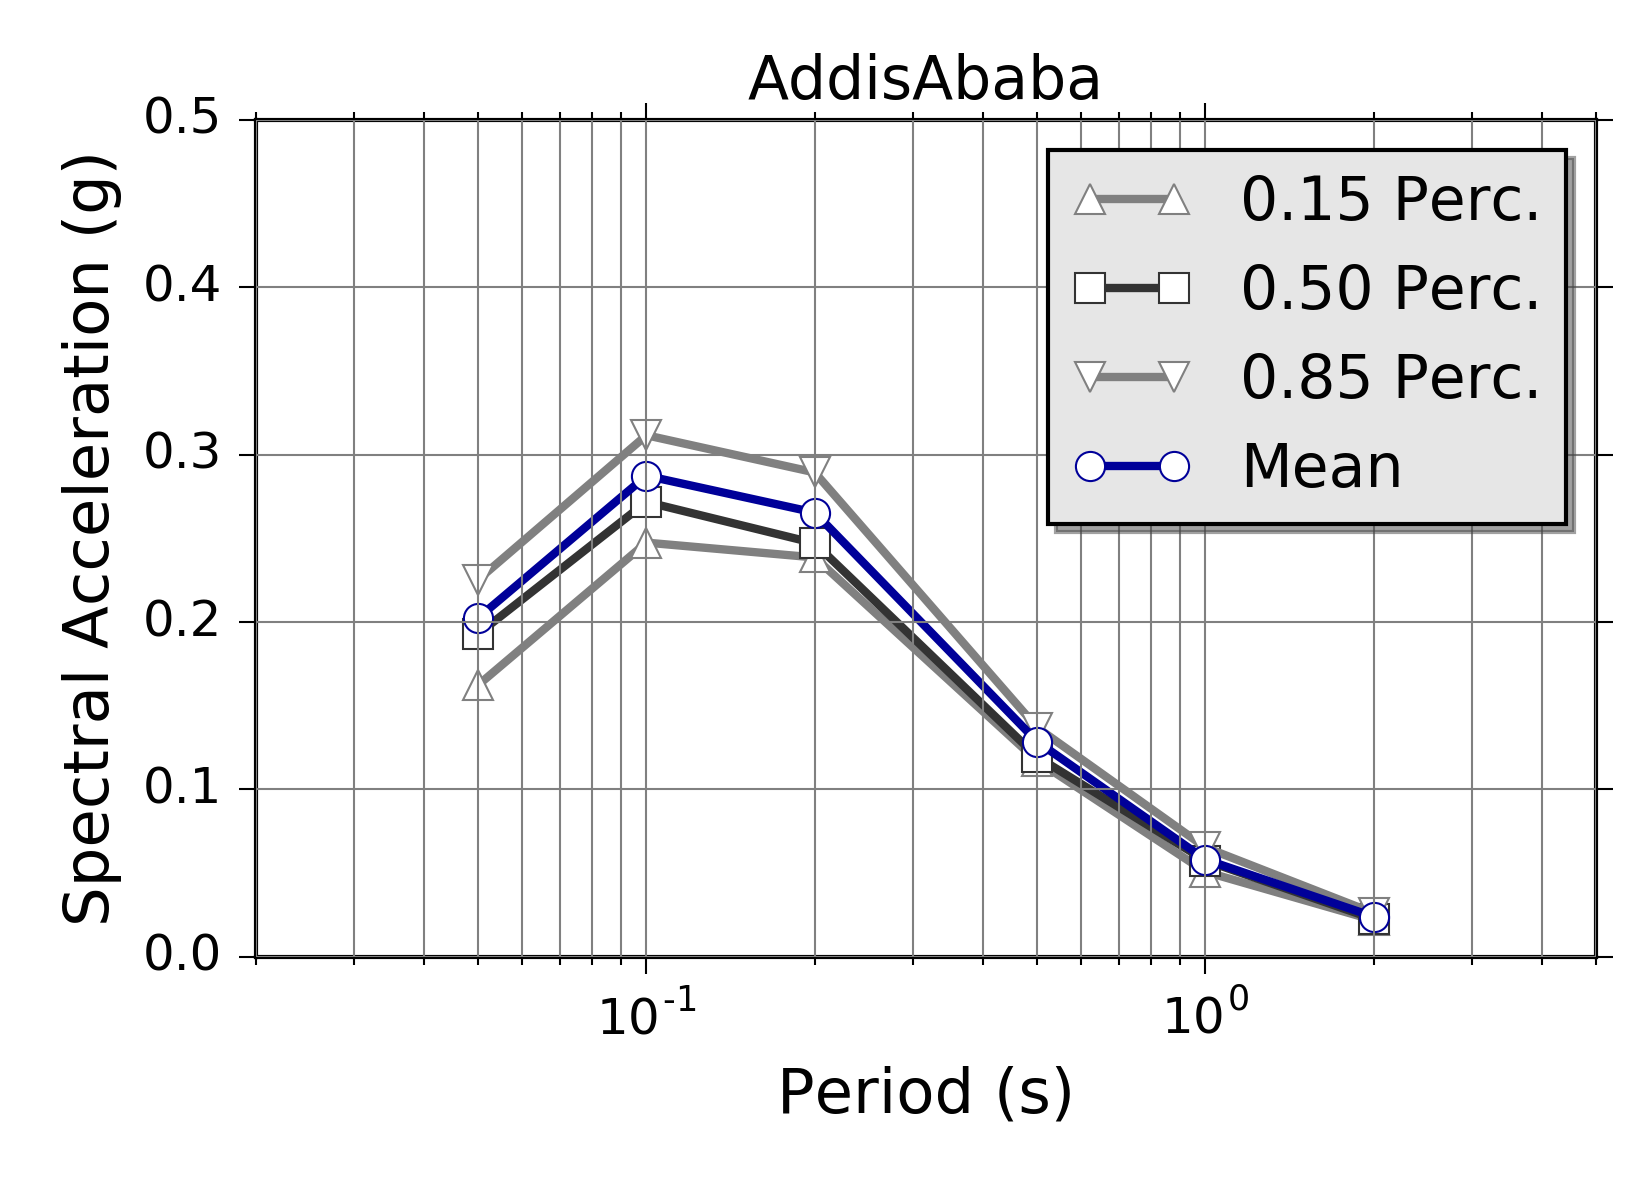 AddisAbaba
Spectral Acceleration (g)
0.5
0.4
0.3
0.2
0.1
0.0
0.15 Perc.
0.50 Perc.
0.85 Perc.
Mean
10⁻¹
10⁰
Period (s)